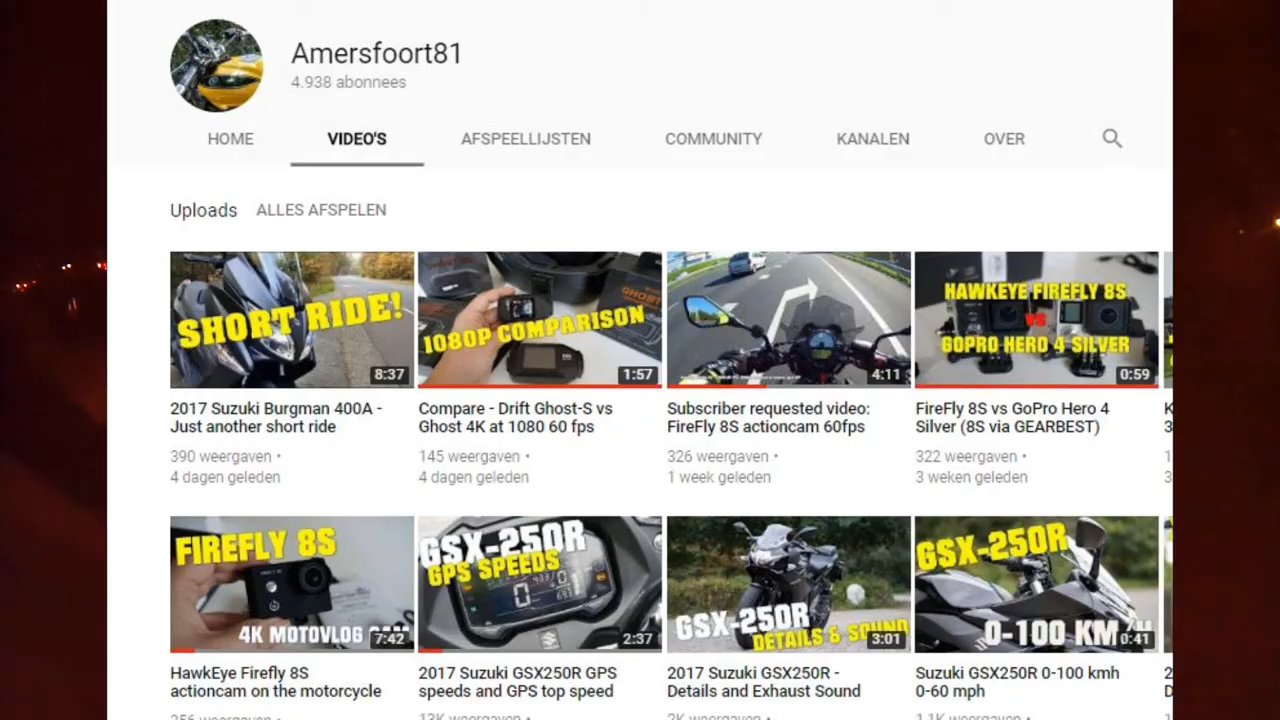 Amersfoort81
4.938 abonnees
HOME VIDEO'S AFSPEELLIJSTEN COMMUNITY KANALEN OVER
Uploads ALLES AFSPELEN
SHORT RIDE!
8:37
1080P COMPARISON
1:57
4:11
HAWKEYE FIREFLY 8S
VS
GOPRO HERO 4 SILVER
0:59
2017 Suzuki Burgman 400A -
Just another short ride
390 weergaven •
4 dagen geleden
Compare - Drift Ghost-S vs
Ghost 4K at 1080 60 fps
145 weergaven •
4 dagen geleden
Subscriber requested video:
FireFly 8S actioncam 60fps
326 weergaven •
1 week geleden
FireFly 8S vs GoPro Hero 4
Silver (8S via GEARBEST)
322 weergaven •
3 weken geleden
FIREFLY 8S
4K MOTOVLOG
7:42
GSX-250R
GPS SPEEDS
2:37
GSX-250R
DETAILS & SOUND
3:01
GSX-250R
0-100 KM/H
0:41
HawkEye Firefly 8S
actioncam on the motorcycle
2017 Suzuki GSX250R GPS
speeds and GPS top speed
13K weergaven •
2017 Suzuki GSX250R -
Details and Exhaust Sound
2K weergaven •
Suzuki GSX250R 0-100 kmh
0-60 mph
1,1K weergaven •